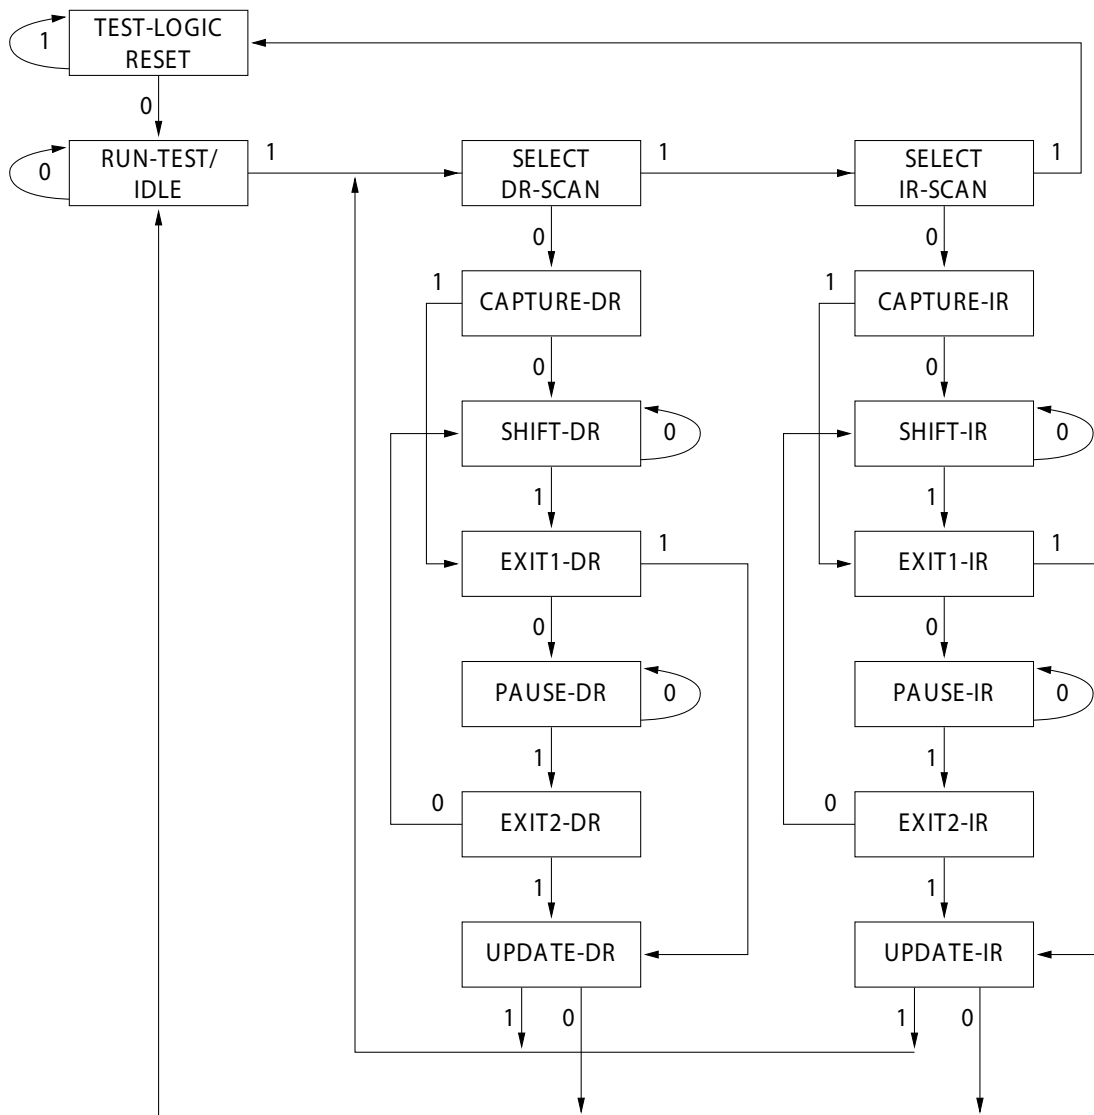 TEST-LOGIC
RESET
1
0
RUN-TEST/
IDLE
0
1
SELECT
DR-SCAN
1
SELECT
IR-SCAN
1
0
0
1
CAPTURE-DR
1
CAPTURE-IR
0
0
SHIFT-DR
0
SHIFT-IR
0
1
1
EXIT1-DR
1
EXIT1-IR
1
0
0
PAUSE-DR
0
PAUSE-IR
0
1
1
0
EXIT2-DR
0
EXIT2-IR
1
1
UPDATE-DR
UPDATE-IR
1
0
1
0